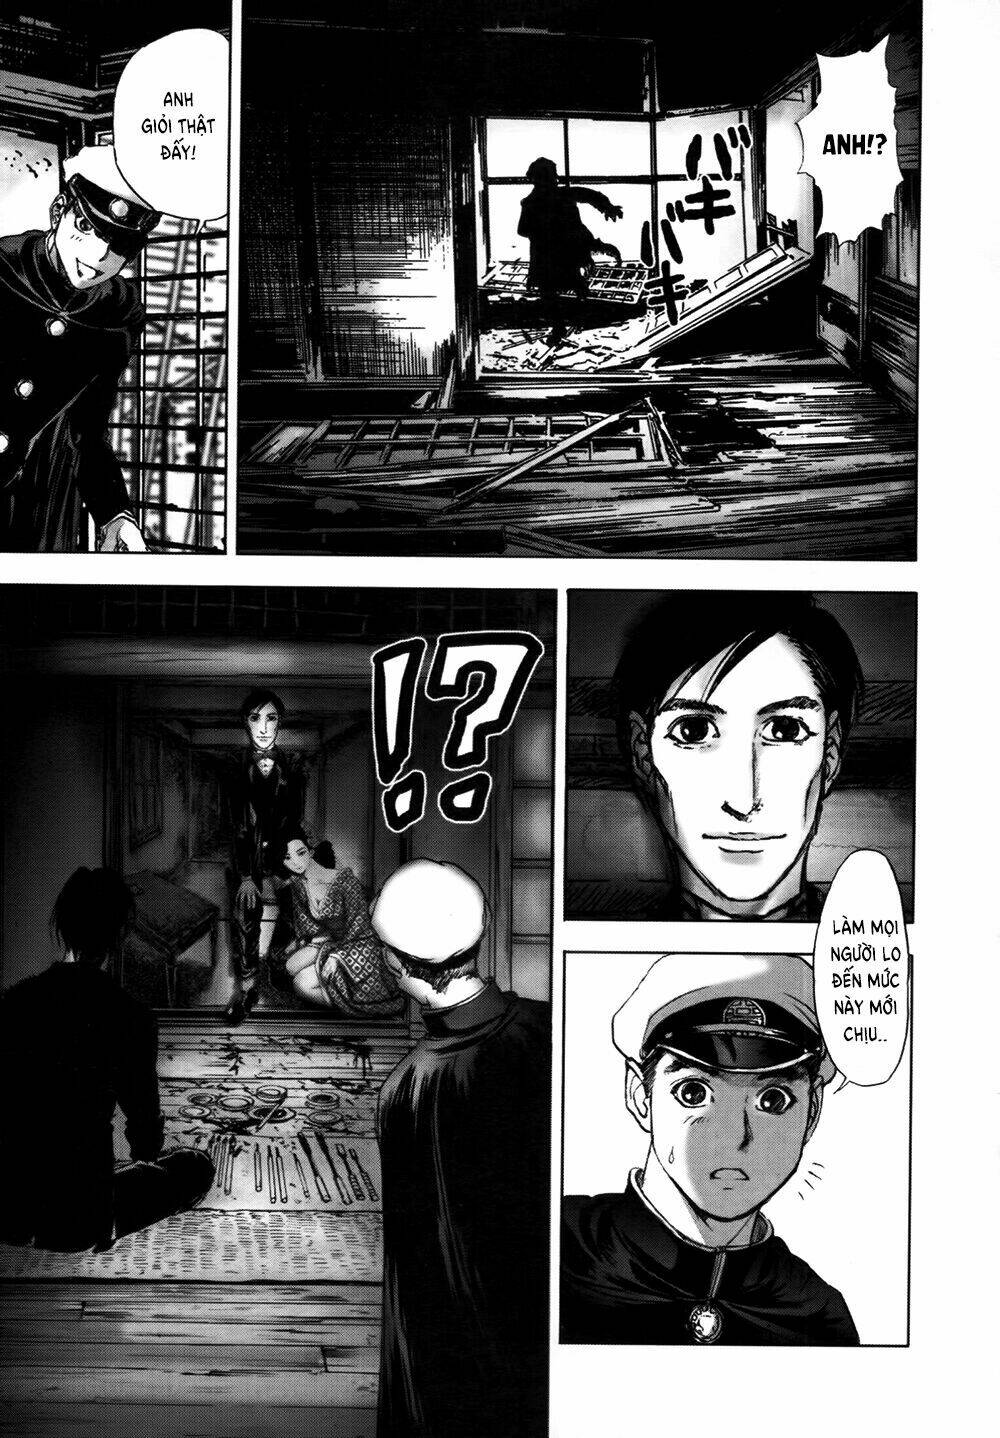 ANH!?
バキ
バキ
ANH
GIỎI THẬT
ĐẤY!
LÀM MỌI
NGƯỜI LO
ĐẾN MỨC
NÀY MỚI
CHỊU..
!?